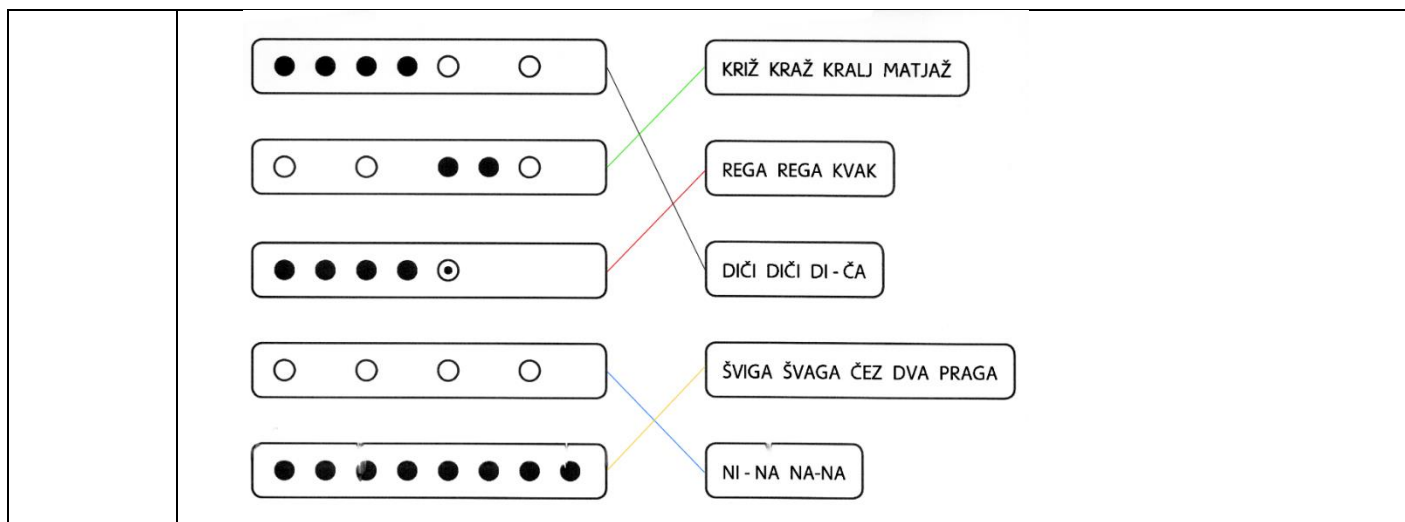 KRIŽ KRAŽ KRALJ MATJAŽ
REGA REGA KVAK
DIČI DIČI DI - ČA
ŠVIGA ŠVAGA ČEZ DVA PRAGA
NI - NA NA-NA